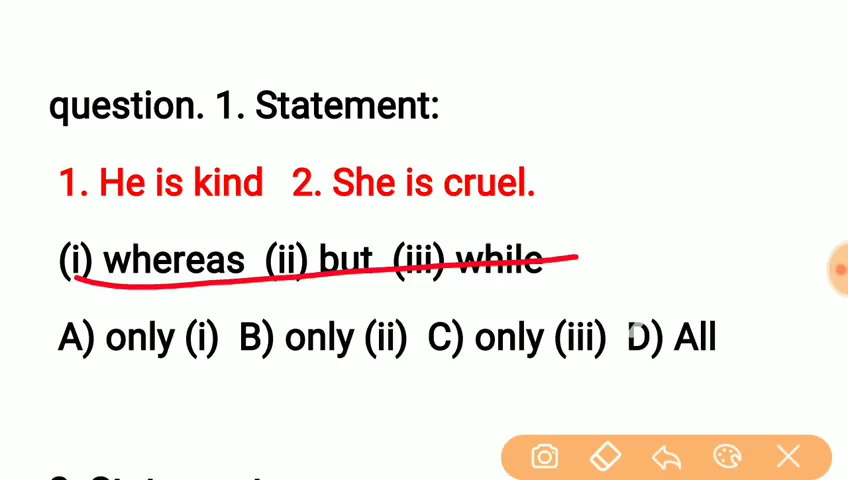 question. 1. Statement:
1. He is kind 2. She is cruel.
(i) whereas (ii) but (iii) while
A) only (i) B) only (ii) C) only (iii) D) All